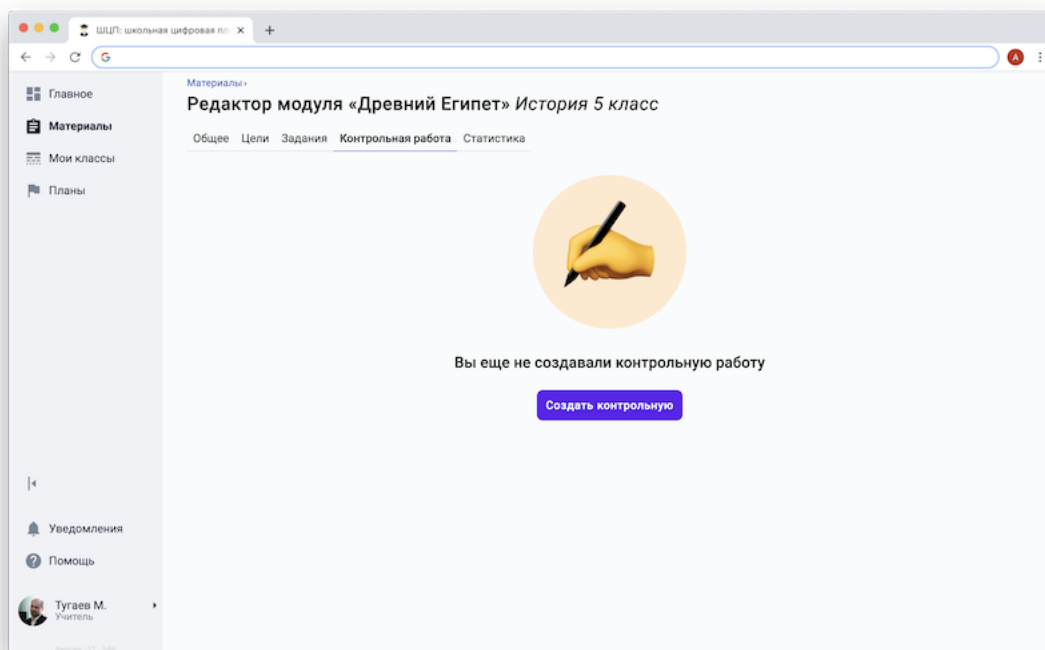 ШЦП: школьная цифровая пл
Материалы›
Редактор модуля «Древний Египет» История 5 класс
Общее Цели Задания Контрольная работа Статистика
Главное
Материалы
Мои классы
Планы
Вы еще не создавали контрольную работу
Создать контрольную
Уведомления
Помощь
Тугаев М.
Учитель
A